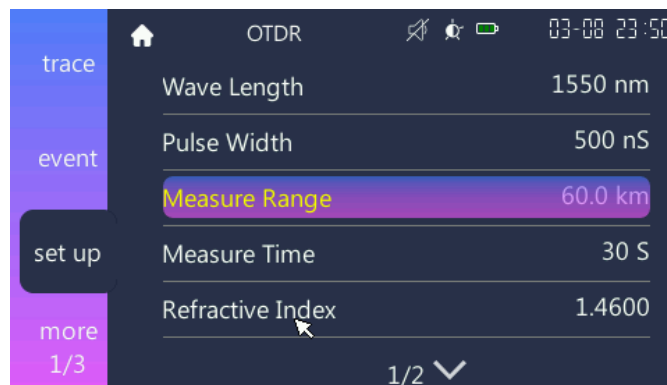 OTDR 03-08 23:50
trace
Wave Length 1550 nm
Pulse Width 500 nS
event
Measure Range 60.0 km
set up
Measure Time 30 S
Refractive Index 1.4600
more
1/3
1/2